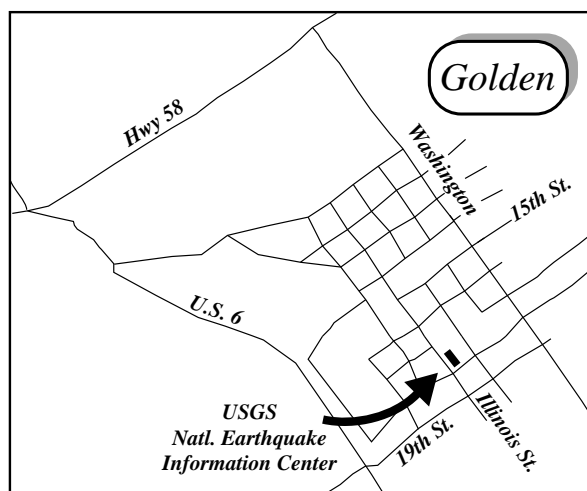 Golden
Hwy 58
Washington
15th St.
U.S. 6
USGS
Natl. Earthquake
Information Center
19th St.
Illinois St.